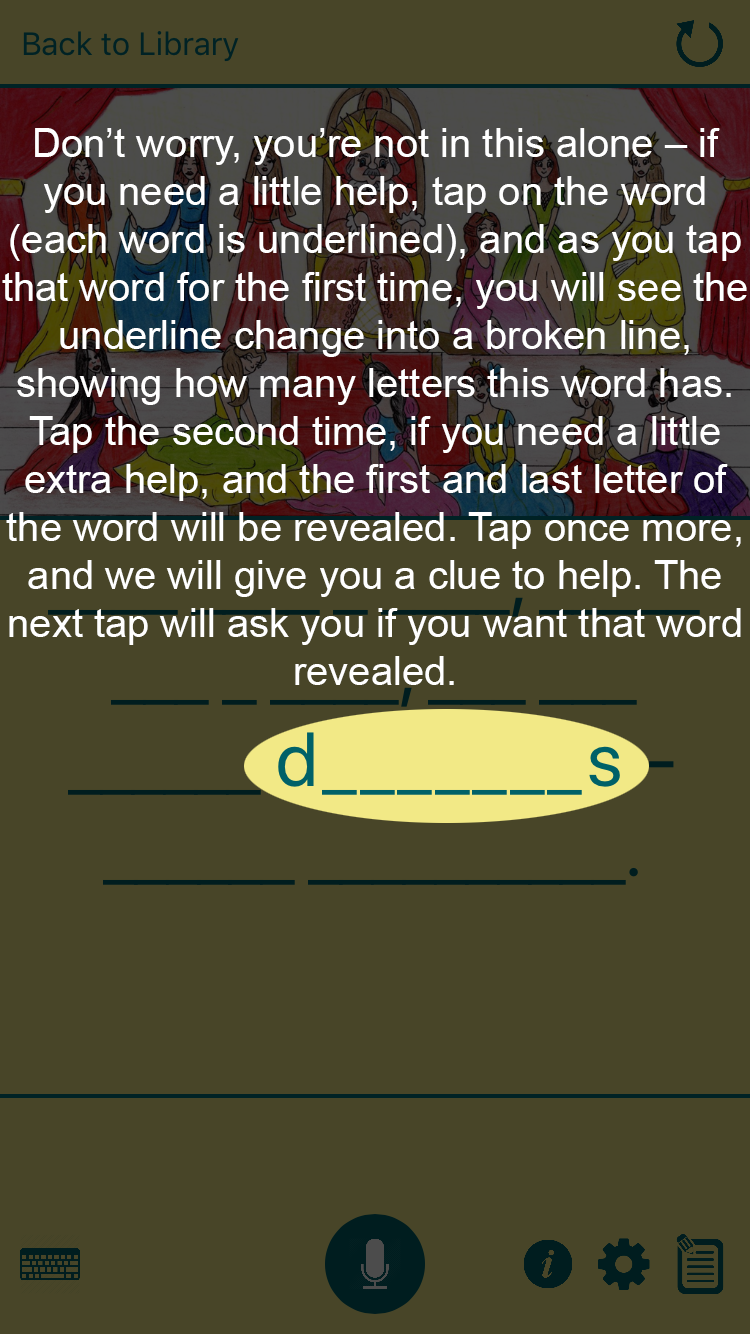 Back to Library
Don’t worry, you’re not in this alone – if
you need a little help, tap on the word
(each word is underlined), and as you tap
that word for the first time, you will see the
underline change into a broken line,
showing how many letters this word has.
Tap the second time, if you need a little
extra help, and the first and last letter of
the word will be revealed. Tap once more,
and we will give you a clue to help. The
next tap will ask you if you want that word
revealed.
d_______s –